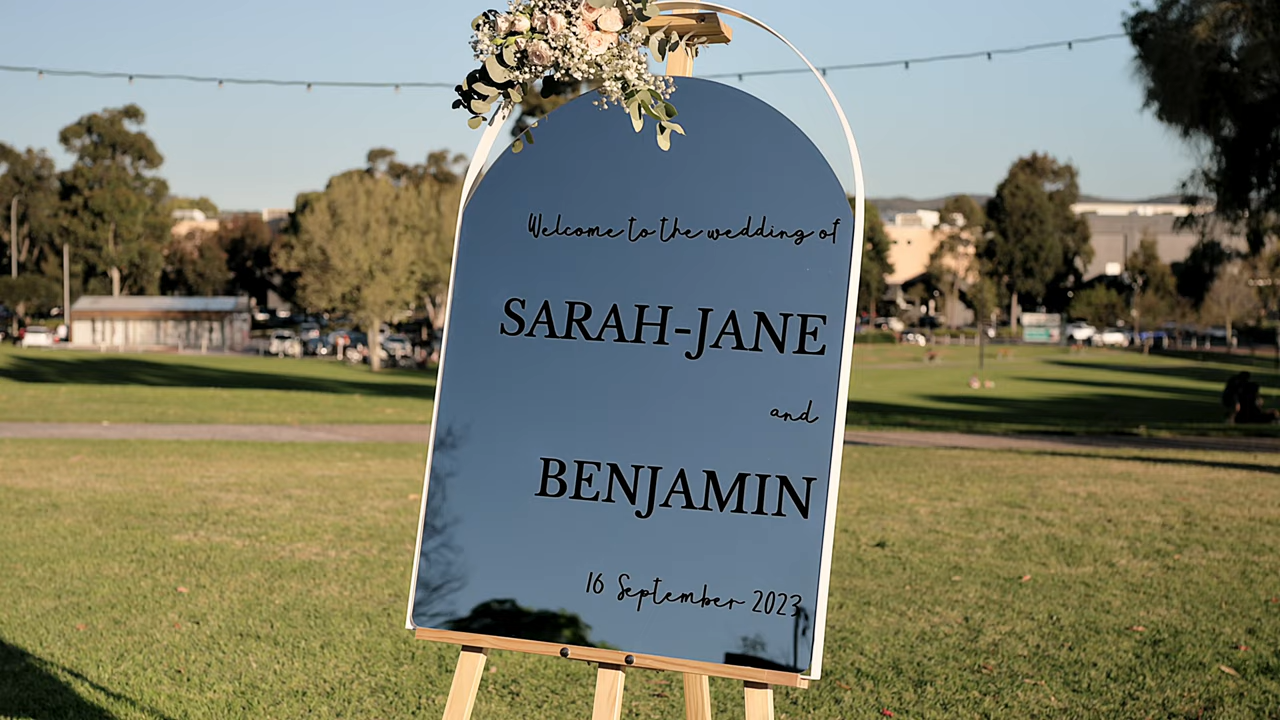 Welcome to the wedding of
SARAH-JANE
and
BENJAMIN
16 September 2023